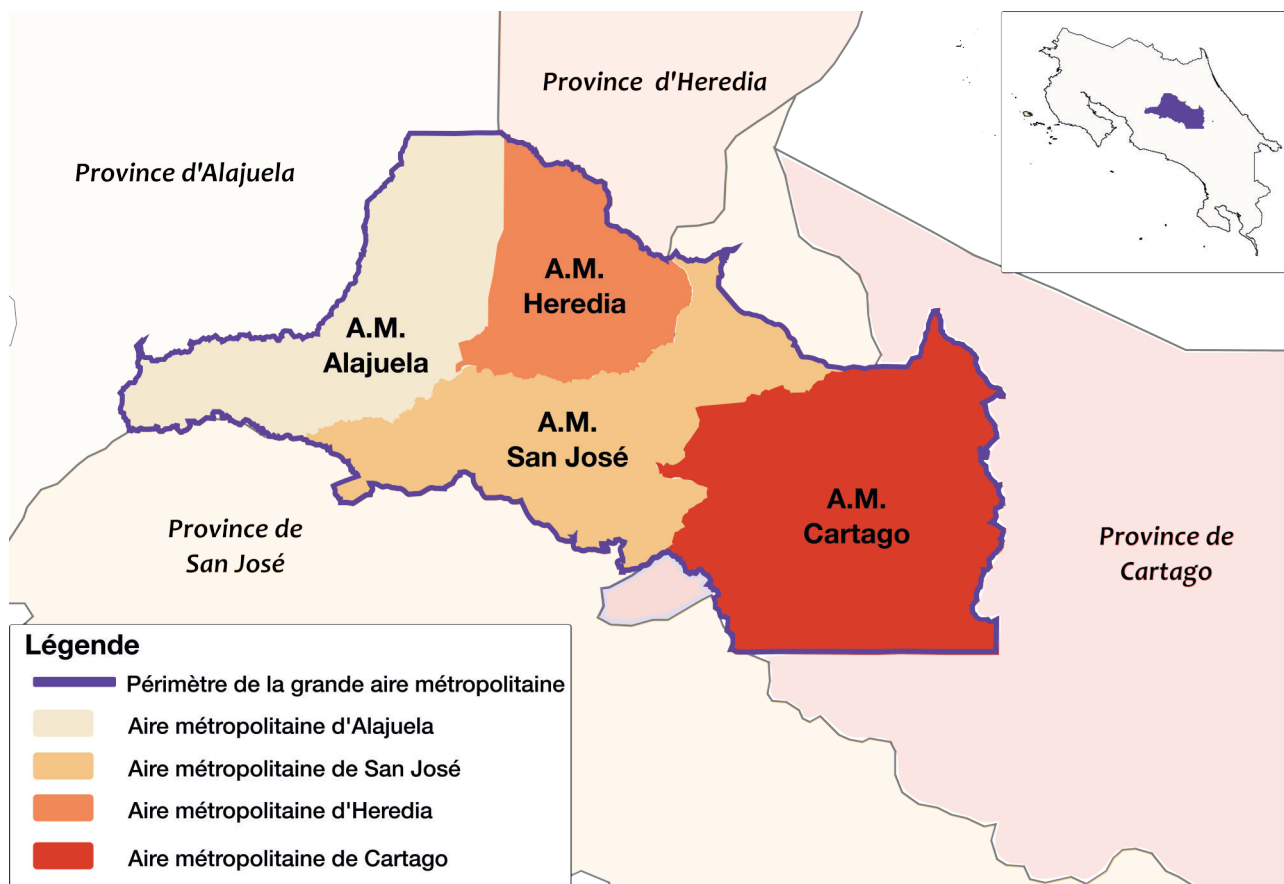 Province d'Heredia
Province d'Alajuela
A.M.
Heredia
A.M.
Alajuela
A.M.
San José
A.M.
Cartago
Province de
San José
Province de
Cartago
Légende
Périmètre de la grande aire métropolitaine
Aire métropolitaine d'Alajuela
Aire métropolitaine de San José
Aire métropolitaine d'Heredia
Aire métropolitaine de Cartago